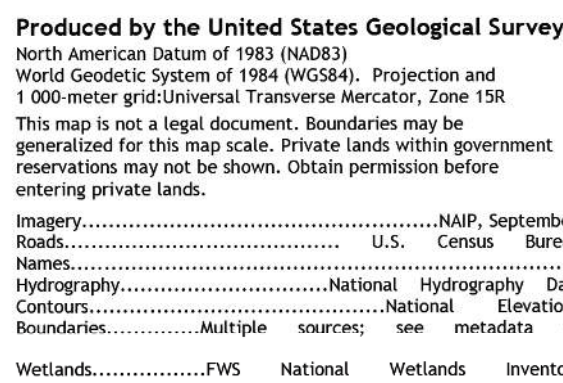 Produced by the United States Geological Survey
North American Datum of 1983 (NAD83)
World Geodetic System of 1984 (WGS84). Projection and
1 000-meter grid:Universal Transverse Mercator, Zone 15R
This map is not a legal document. Boundaries may be
generalized for this map scale. Private lands within government
reservations may not be shown. Obtain permission before
entering private lands.
Imagery.....................................................NAIP, Septembe
Roads......................................... U.S. Census Bure
Names..........................................................................
Hydrography...............................National Hydrography Da
Contours............................................National Elevatio
Boundaries..............Multiple sources; see metadata
Wetlands.................FWS National Wetlands Invento